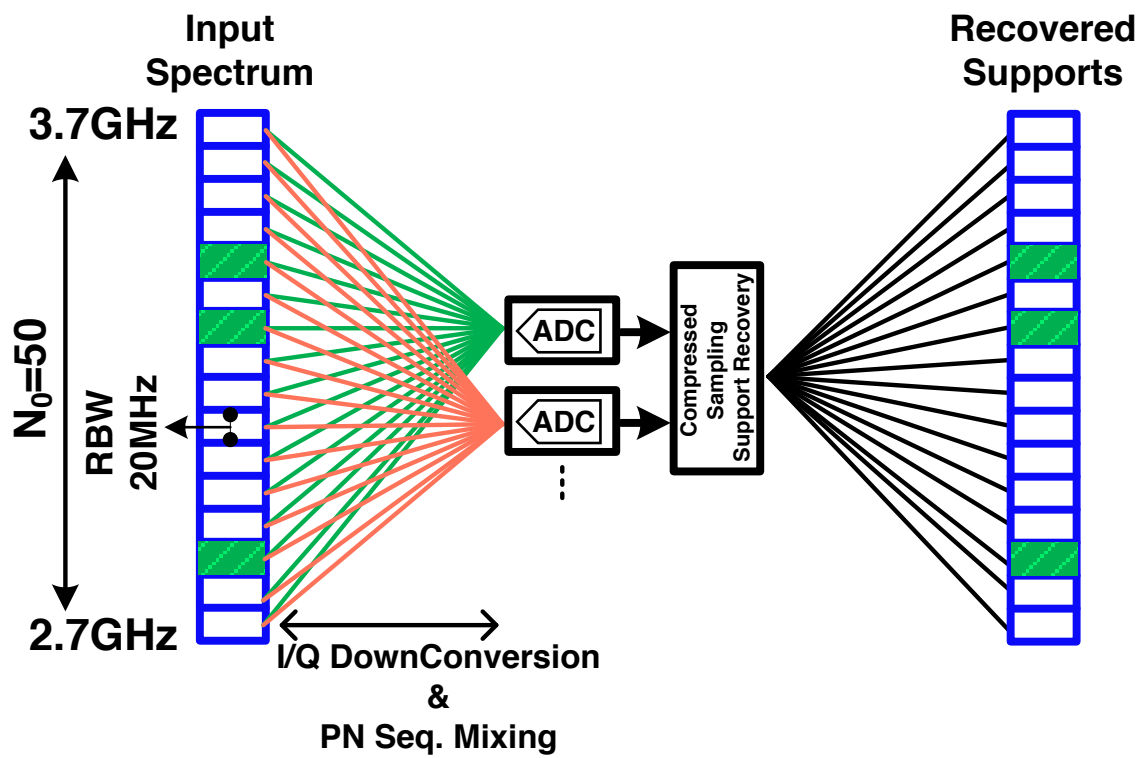 Input
Spectrum
Recovered
Supports
3.7GHz
N₀=50
RBW
20MHz
2.7GHz
ADC
ADC
Compressed
Sampling
Support Recovery
I/Q DownConversion
&
PN Seq. Mixing